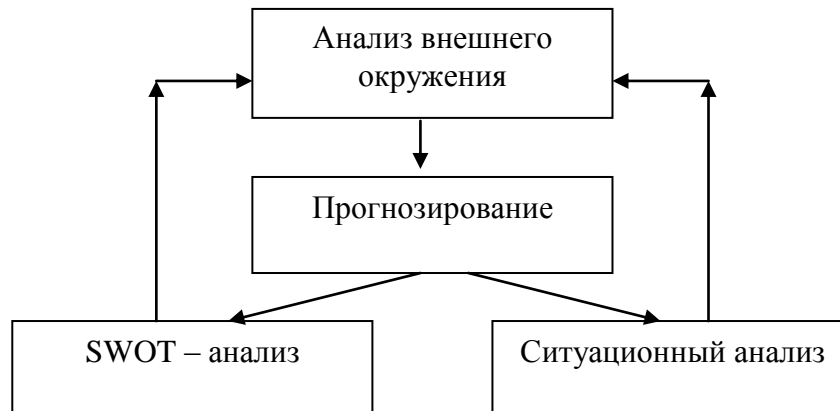 Анализ внешнего
окружения
Прогнозирование
SWOT – анализ
Ситуационный анализ